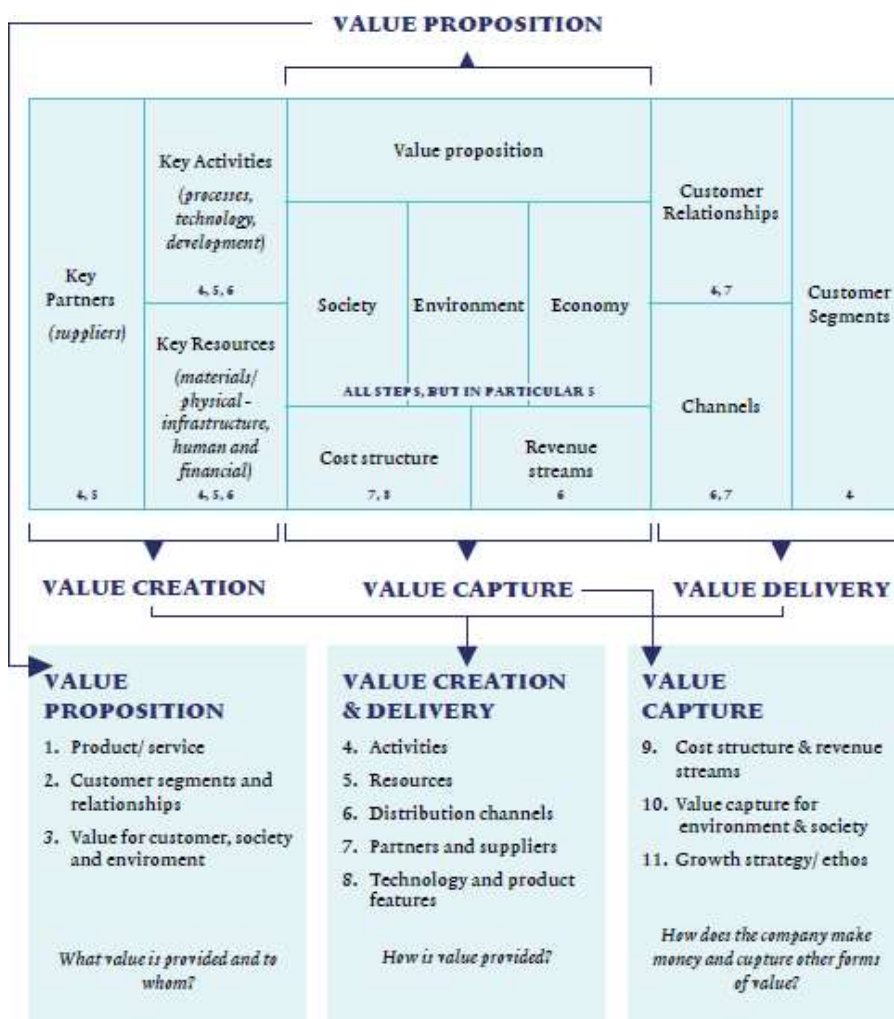 VALUE PROPOSITION
Key Partners
(suppliers)
4, 5
Key Activities
(processes,
technology,
development)
4, 5, 6
Key Resources
(materials/
physical -
infrastructure,
human and
financial)
4, 5, 6
Value proposition
Society
Environment
Economy
ALL STEPS, BUT IN PARTICULAR 5
Cost structure
7, 8
Revenue
streams
6
Customer
Relationships
4, 7
Channels
6, 7
Customer
Segments
4
VALUE CREATION
VALUE CAPTURE
VALUE DELIVERY
VALUE
PROPOSITION
1. Product/ service
2. Customer segments and
relationships
3. Value for customer, society
and enviroment
What value is provided and to
whom?
VALUE CREATION
& DELIVERY
4. Activities
5. Resources
6. Distribution channels
7. Partners and suppliers
8. Technology and product
features
How is value provided?
VALUE
CAPTURE
9. Cost structure & revenue
streams
10. Value capture for
environment & society
11. Growth strategy/ ethos
How does the company make
money and capture other forms
of value?